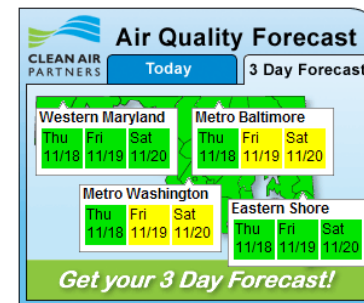 Air Quality Forecast
CLEAN AIR
PARTNERS
Today
3 Day Forecast
Western Maryland
Thu Fri Sat
11/18 11/19 11/20
Metro Baltimore
Thu Fri Sat
11/18 11/19 11/20
Metro Washington
Thu Fri Sat
11/18 11/19 11/20
Eastern Shore
Thu Fri Sat
11/18 11/19 11/20
Get your 3 Day Forecast!